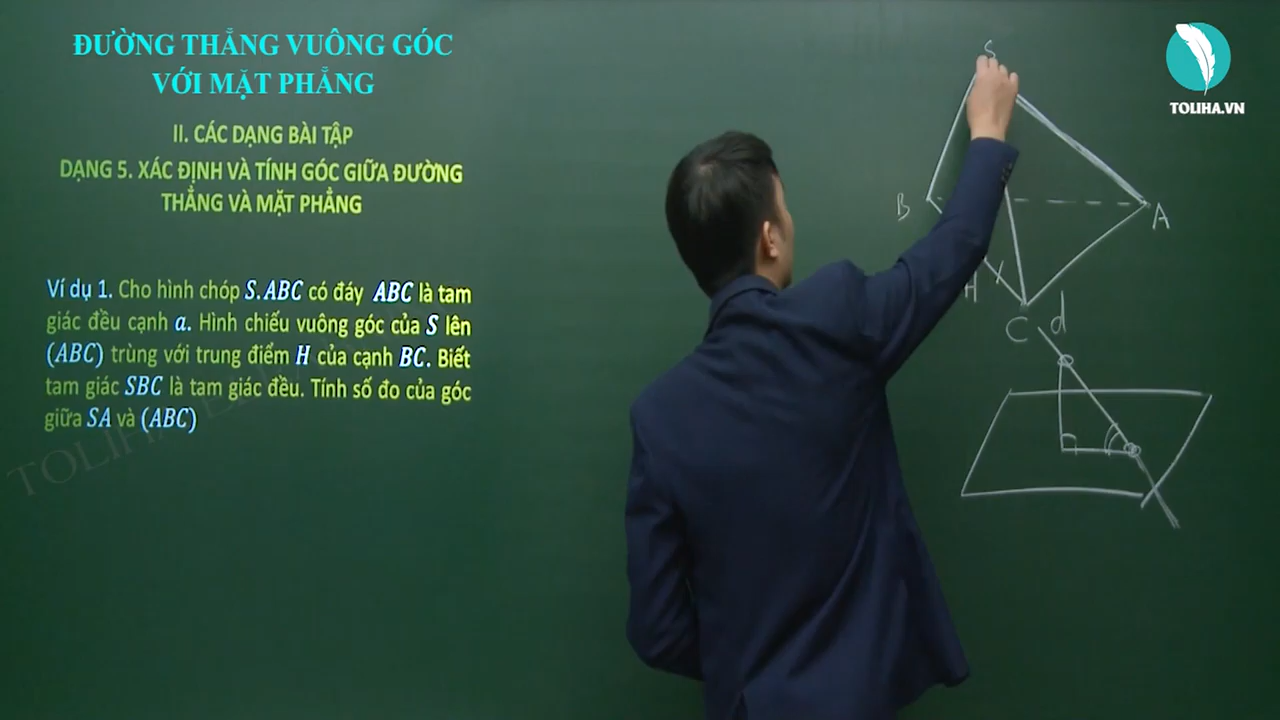 ĐƯỜNG THẲNG VUÔNG GÓC
VỚI MẶT PHẲNG
II. CÁC DẠNG BÀI TẬP
DẠNG 5. XÁC ĐỊNH VÀ TÍNH GÓC GIỮA ĐƯỜNG
THẲNG VÀ MẶT PHẲNG
Ví dụ 1. Cho hình chóp S.ABC có đáy ABC là tam
giác đều cạnh a. Hình chiếu vuông góc của S lên
(ABC) trùng với trung điểm H của cạnh BC. Biết
tam giác SBC là tam giác đều. Tính số đo của góc
giữa SA và (ABC)
TOLIHA.VN
S
B
A
H
C
d